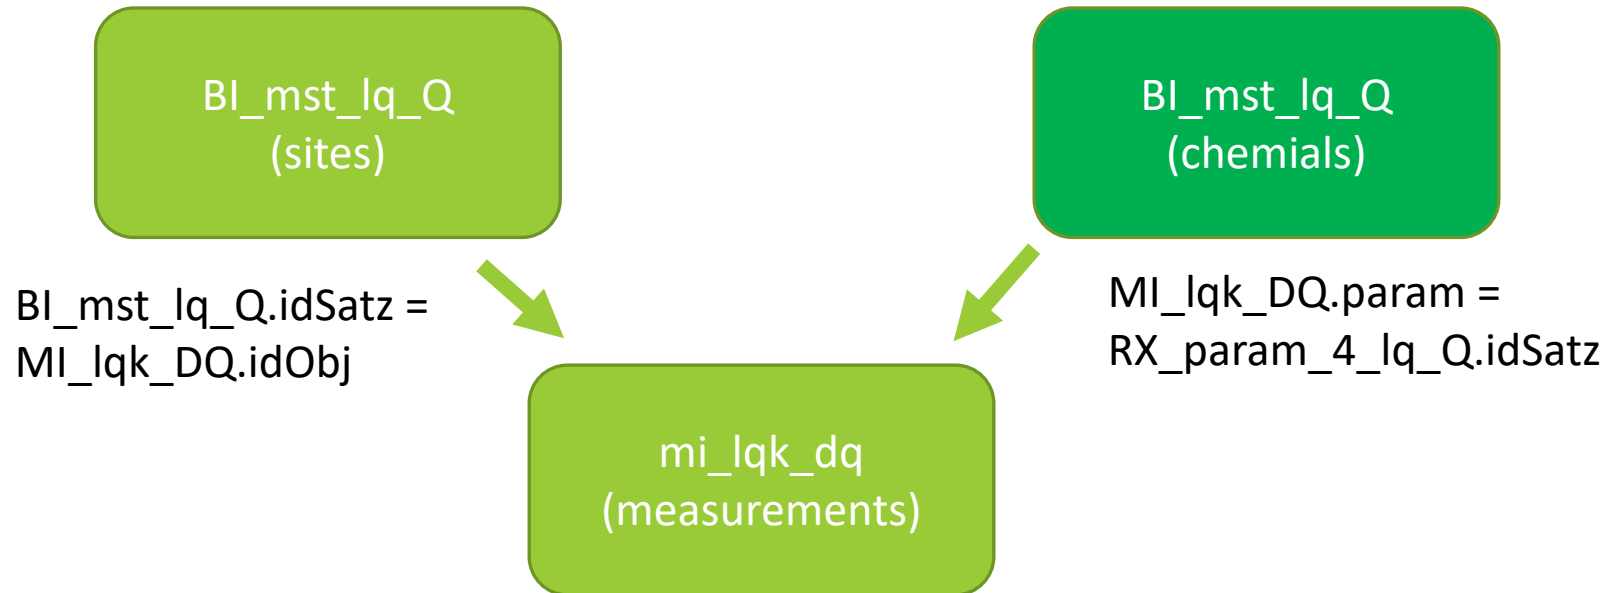 BI_mst_lq_Q
(sites)
BI_mst_lq_Q
(chemials)
BI_mst_lq_Q.idSatz =
MI_lqk_DQ.idObj
MI_lqk_DQ.param =
RX_param_4_lq_Q.idSatz
mi_lqk_dq
(measurements)